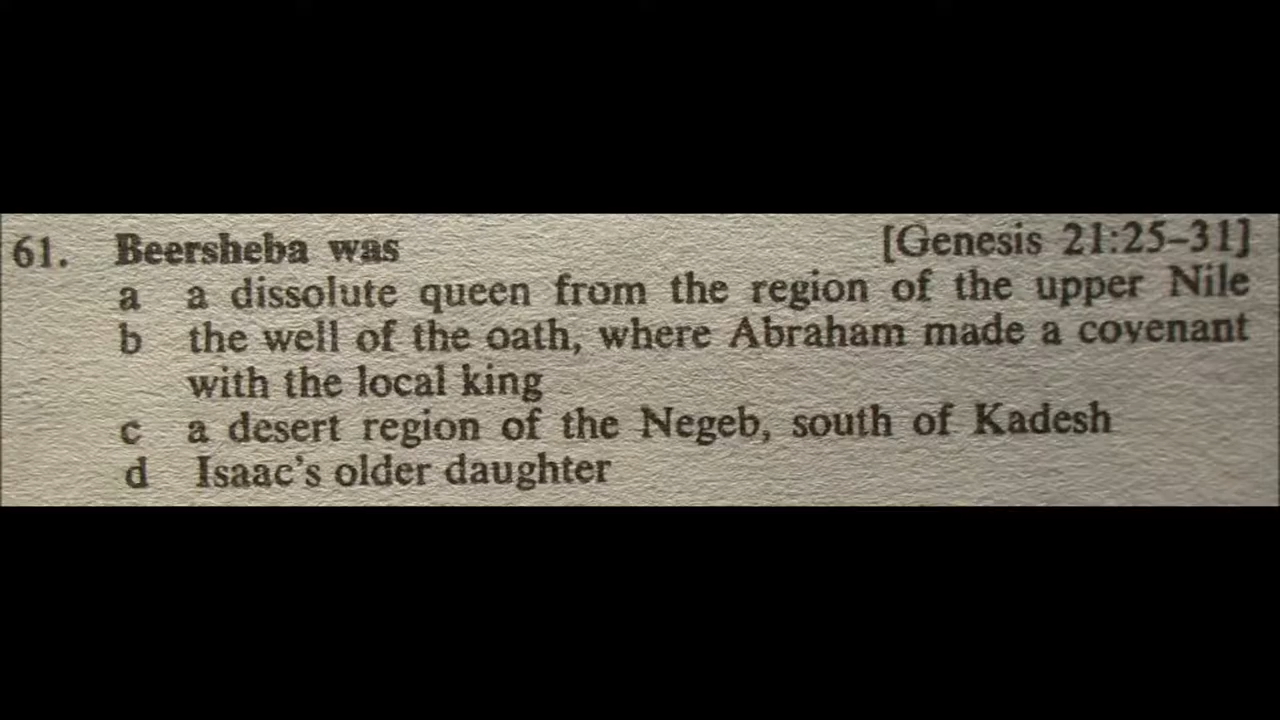 61. Beersheba was [Genesis 21:25–31]
a a dissolute queen from the region of the upper Nile
b the well of the oath, where Abraham made a covenant
with the local king
c a desert region of the Negeb, south of Kadesh
d Isaac’s older daughter